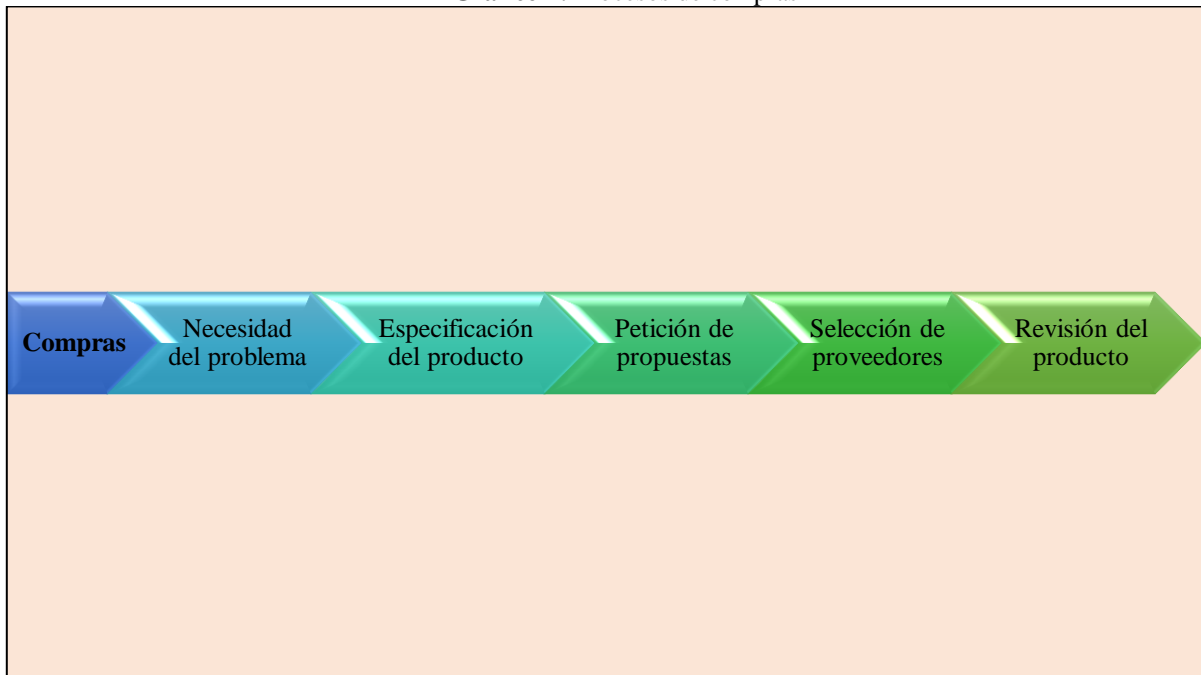 Compras
Necesidad
del problema
Especificación
del producto
Petición de
propuestas
Selección de
proveedores
Revisión del
producto